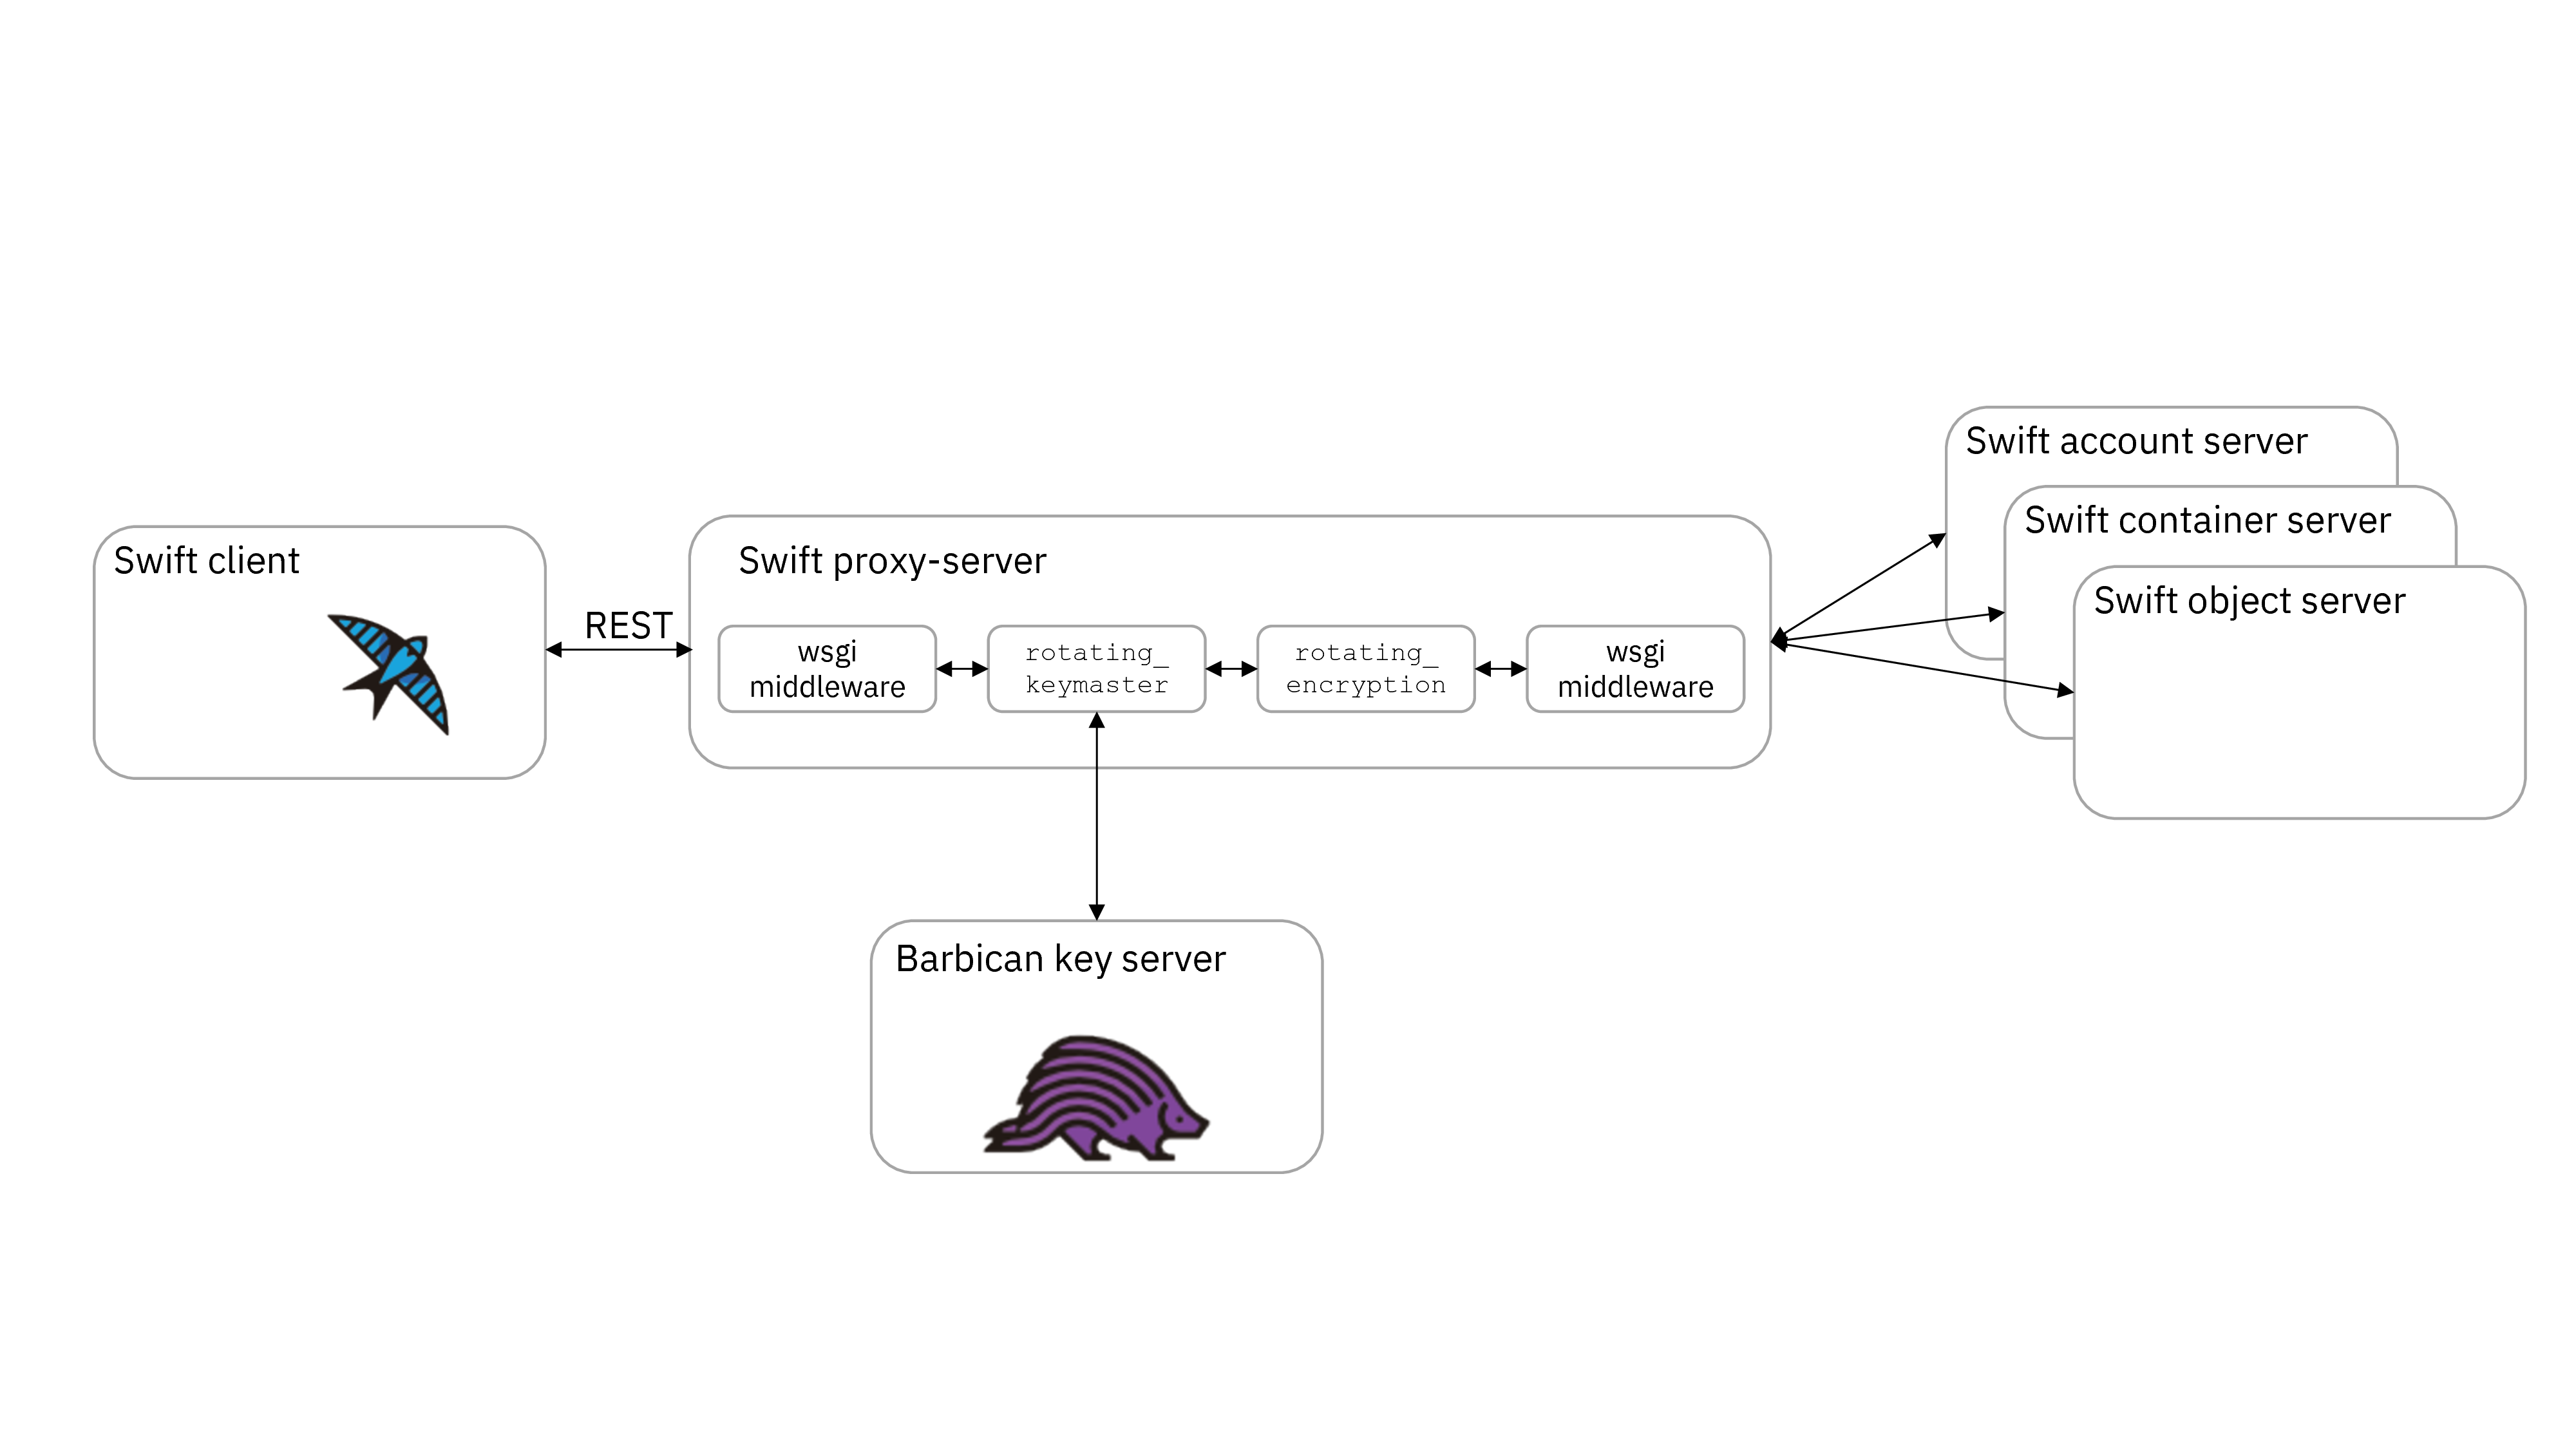 Swift client
REST
Swift proxy-server
wsgi
middleware
rotating_
keymaster
rotating_
encryption
wsgi
middleware
Swift account server
Swift container server
Swift object server
Barbican key server